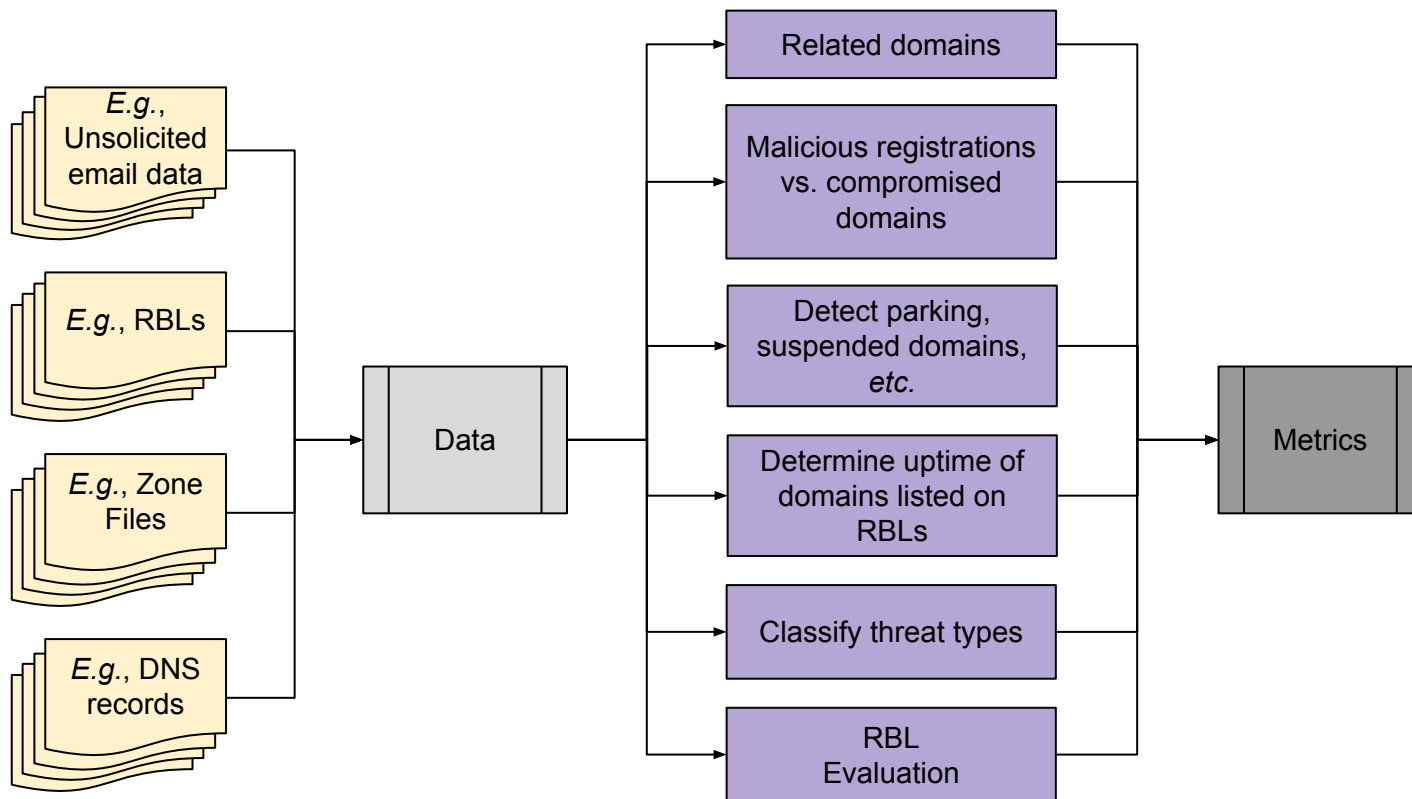 E.g.,
Unsolicited
email data
E.g., RBLs
E.g., Zone
Files
E.g., DNS
records
Data
Related domains
Malicious registrations
vs. compromised
domains
Detect parking,
suspended domains,
etc.
Determine uptime of
domains listed on
RBLs
Classify threat types
RBL
Evaluation
Metrics